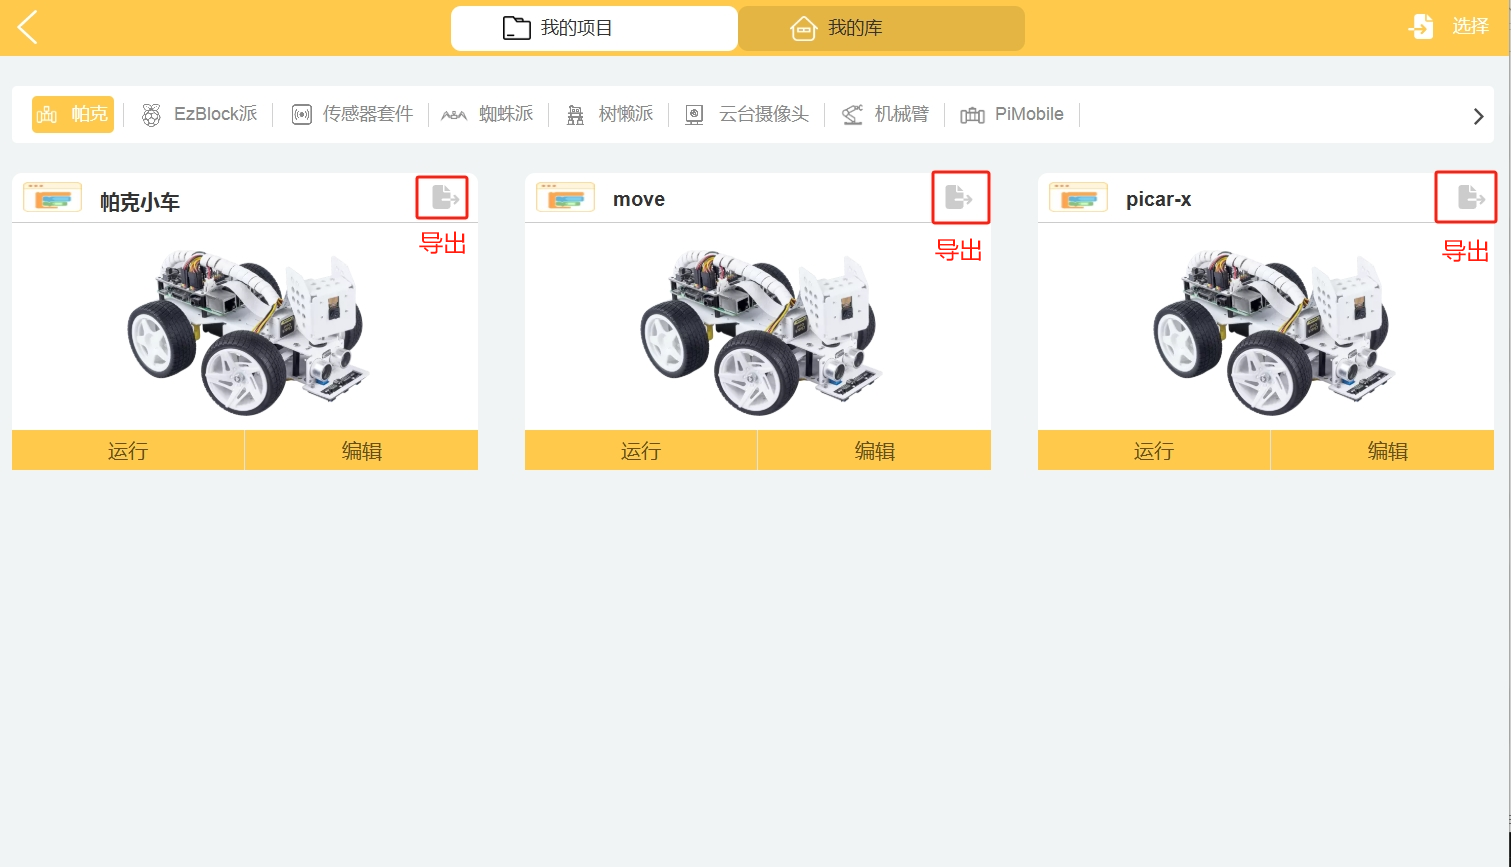 我的项目
我的库
选择
帕克
EzBlock派
传感器套件
蜘蛛派
树懒派
云台摄像头
机械臂
PiMobile
帕克小车
导出
move
导出
picar-x
导出
运行
编辑
运行
编辑
运行
编辑